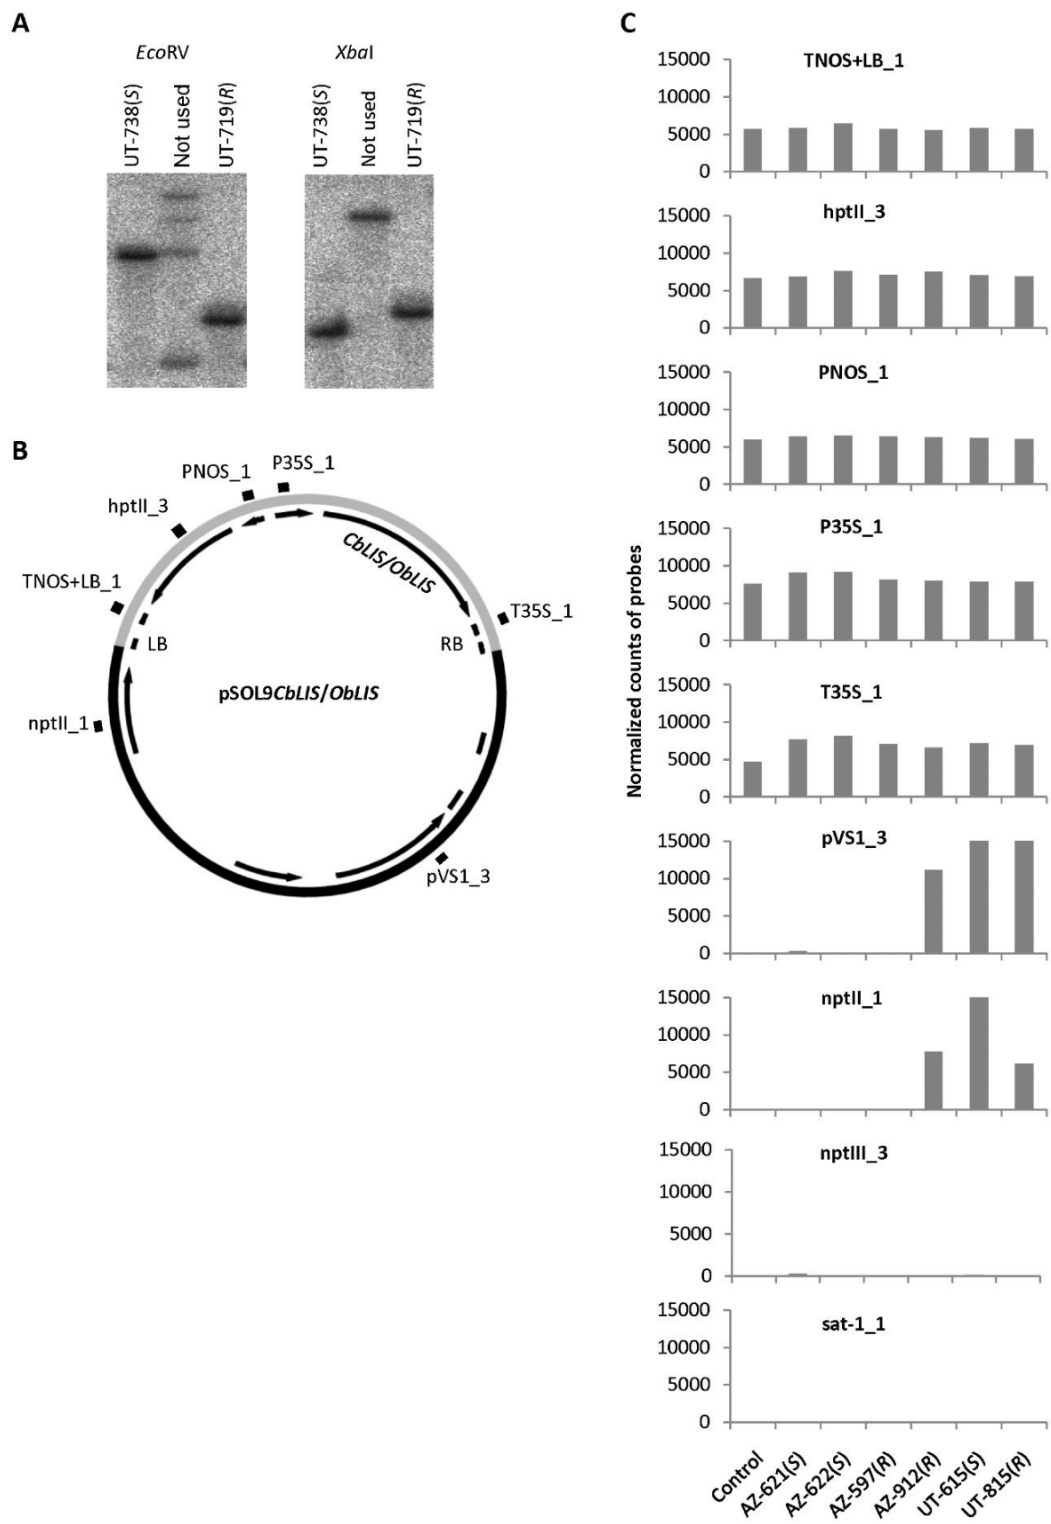 A
EcoRV
XbaI
UT-738(S)
Not used
UT-719(R)
UT-738(S)
Not used
UT-719(R)
B
PNOS_1
P35S_1
hptII_3
TNOS+LB_1
CbLIS/ObLIS
T35S_1
LB
RB
nptII_1
pSOL9CbLIS/ObLIS
pVS1_3
C
Normalized counts of probes
TNOS+LB_1
15000
10000
5000
0
hptII_3
15000
10000
5000
0
PNOS_1
15000
10000
5000
0
P35S_1
15000
10000
5000
0
T35S_1
15000
10000
5000
0
pVS1_3
15000
10000
5000
0
nptII_1
15000
10000
5000
0
nptIII_3
15000
10000
5000
0
sat-1_1
15000
10000
5000
0
Control
AZ-621(S)
AZ-622(S)
AZ-597(R)
AZ-912(R)
UT-615(S)
UT-815(R)